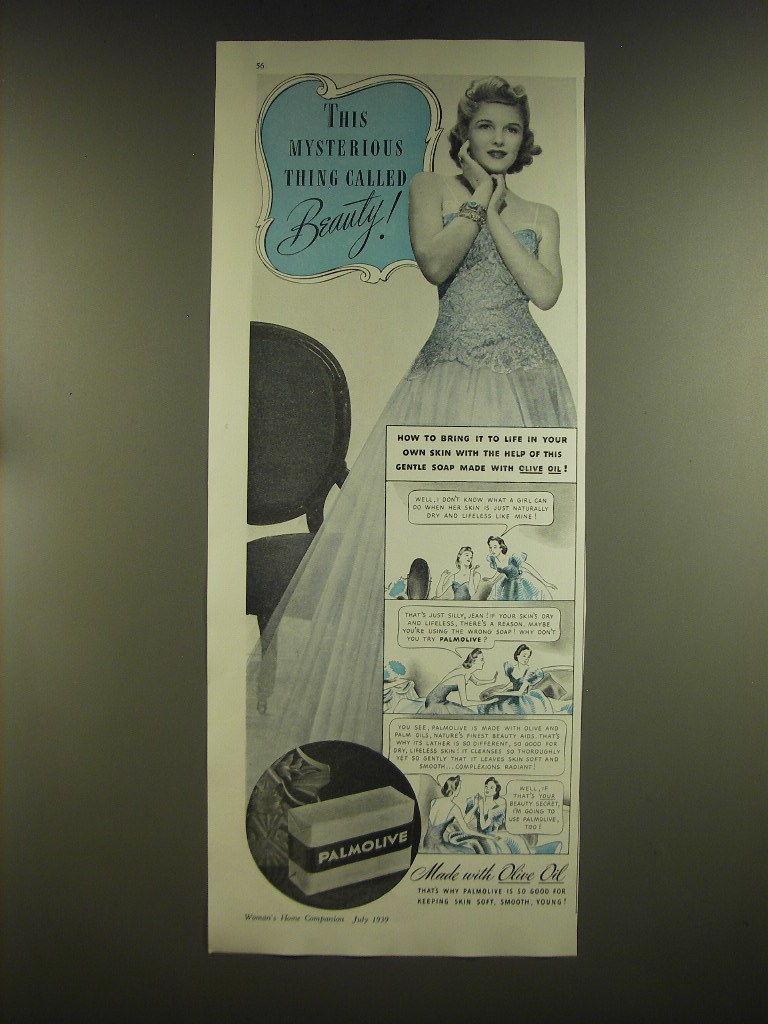 56
THIS
MYSTERIOUS
THING CALLED
Beauty!
HOW TO BRING IT TO LIFE IN YOUR
OWN SKIN WITH THE HELP OF THIS
GENTLE SOAP MADE WITH OLIVE OIL!
WELL, I DON'T KNOW WHAT A GIRL CAN
DO WHEN HER SKIN IS JUST NATURALLY
DRY AND LIFELESS LIKE MINE!
THAT'S JUST SILLY, JEAN! IF YOUR SKIN'S DRY
AND LIFELESS, THERE'S A REASON. MAYBE
YOU'RE USING THE WRONG SOAP! WHY DON'T
YOU TRY PALMOLIVE?
YOU SEE, PALMOLIVE IS MADE WITH OLIVE AND
PALM OILS, NATURE'S FINEST BEAUTY AIDS. THAT'S
WHY ITS LATHER IS SO DIFFERENT, SO GOOD FOR
DRY, LIFELESS SKIN! IT CLEANSES SO THOROUGHLY
YET SO GENTLY THAT IT LEAVES SKIN SOFT AND
SMOOTH...COMPLEXIONS RADIANT!
WELL, IF
THAT'S YOUR
BEAUTY SECRET,
I'M GOING TO
USE PALMOLIVE,
TOO!
PALMOLIVE
Made with Olive Oil
THAT'S WHY PALMOLIVE IS SO GOOD FOR
KEEPING SKIN SOFT, SMOOTH, YOUNG!
Woman's Home Companion July 1939